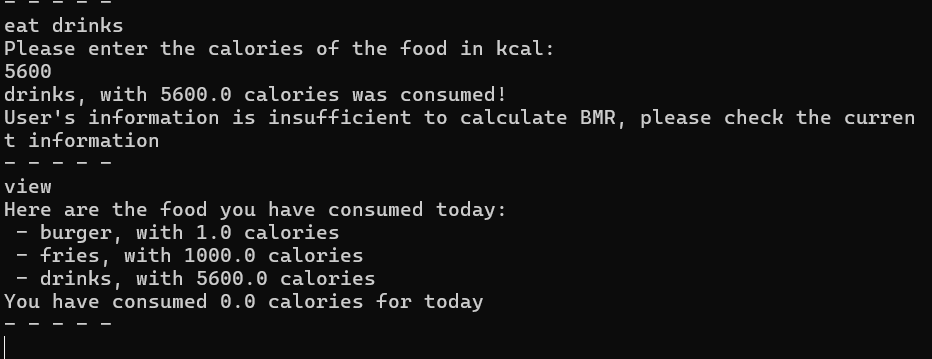 - - - - -
eat drinks
Please enter the calories of the food in kcal:
5600
drinks, with 5600.0 calories was consumed!
User's information is insufficient to calculate BMR, please check the curren
t information
- - - - -
view
Here are the food you have consumed today:
- burger, with 1.0 calories
- fries, with 1000.0 calories
- drinks, with 5600.0 calories
You have consumed 0.0 calories for today
- - - - -